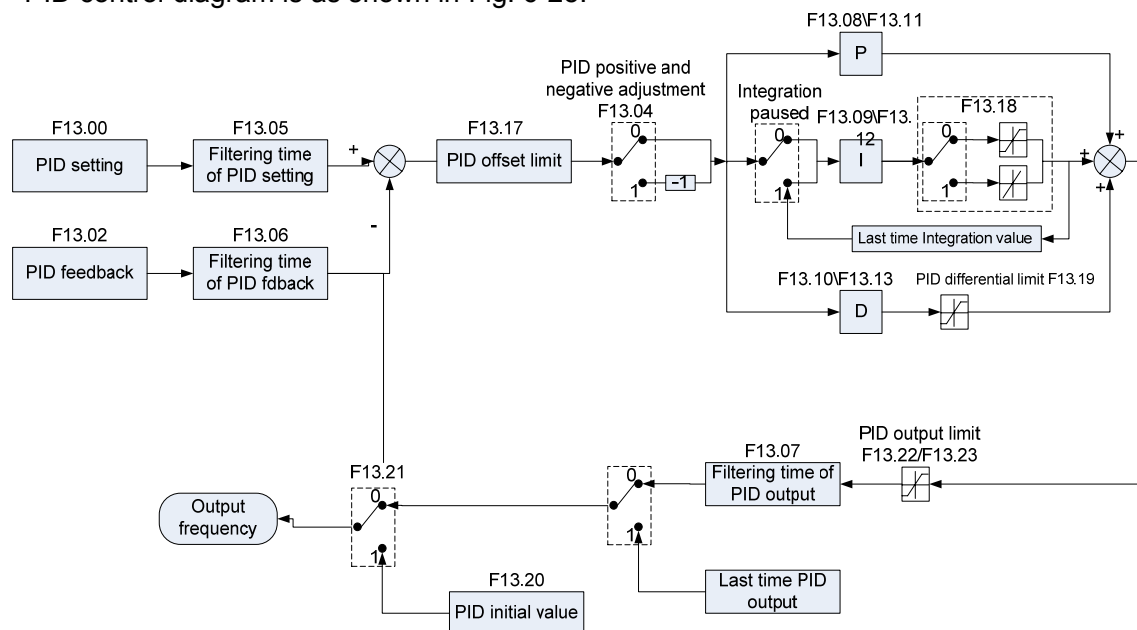 PID control diagram is as shown in Fig. 6-28.
F13.08\F13.11
P
PID positive and
negative adjustment
F13.04
Integration
paused
F13.09\F13.
12
I
F13.18
F13.00
PID setting
F13.05
Filtering time
of PID setting
+
F13.17
PID offset limit
0
1
-1
0
1
0
1
+
+
+
Last time Integration value
F13.02
PID feedback
F13.06
Filtering time
of PID fdback
-
F13.10\F13.13
D
PID differential limit F13.19
PID output limit
F13.22/F13.23
F13.07
Filtering time of
PID output
0
1
F13.21
0
1
Output
frequency
F13.20
PID initial value
Last time PID
output